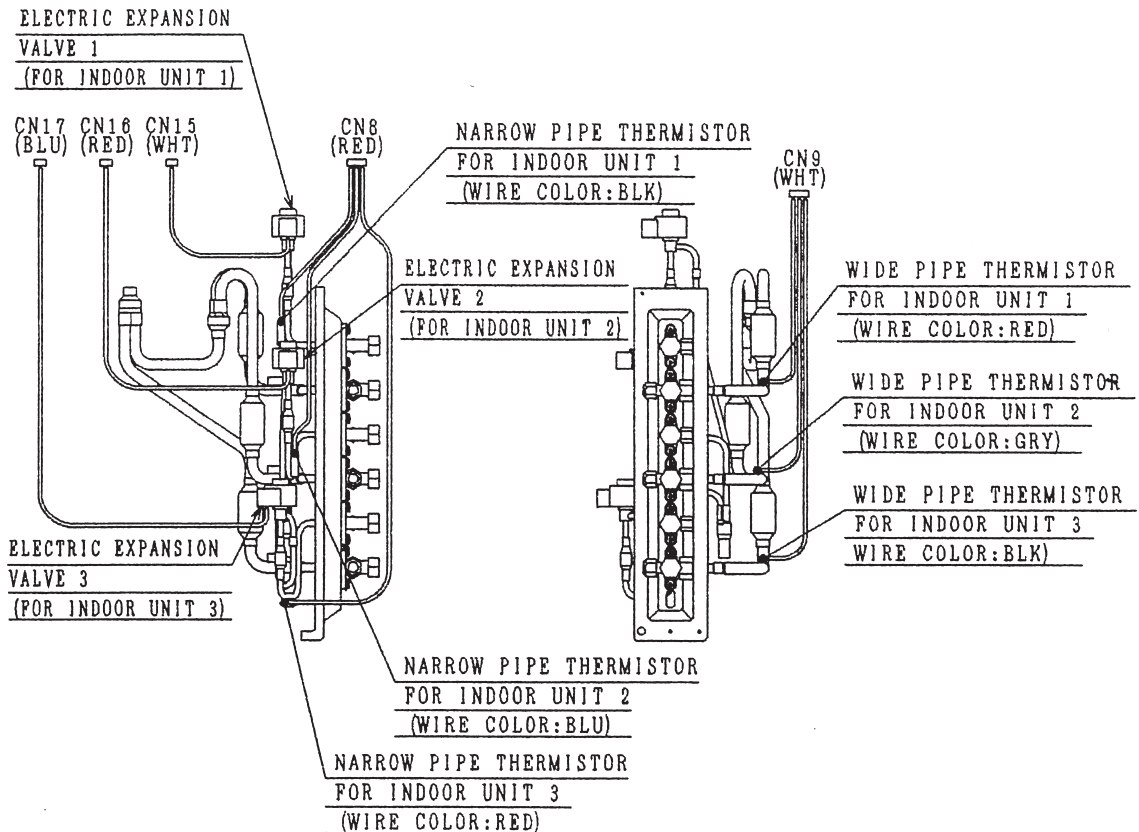 ELECTRIC EXPANSION
VALVE 1
(FOR INDOOR UNIT 1)
CN17
(BLU)
CN16
(RED)
CN15
(WHT)
CN8
(RED)
NARROW PIPE THERMISTOR
FOR INDOOR UNIT 1
(WIRE COLOR:BLK)
CN9
(WHT)
ELECTRIC EXPANSION
VALVE 2
(FOR INDOOR UNIT 2)
WIDE PIPE THERMISTOR
FOR INDOOR UNIT 1
(WIRE COLOR:RED)
WIDE PIPE THERMISTOR
FOR INDOOR UNIT 2
(WIRE COLOR:GRY)
WIDE PIPE THERMISTOR
FOR INDOOR UNIT 3
WIRE COLOR:BLK)
ELECTRIC EXPANSION
VALVE 3
(FOR INDOOR UNIT 3)
NARROW PIPE THERMISTOR
FOR INDOOR UNIT 2
(WIRE COLOR:BLU)
NARROW PIPE THERMISTOR
FOR INDOOR UNIT 3
(WIRE COLOR:RED)